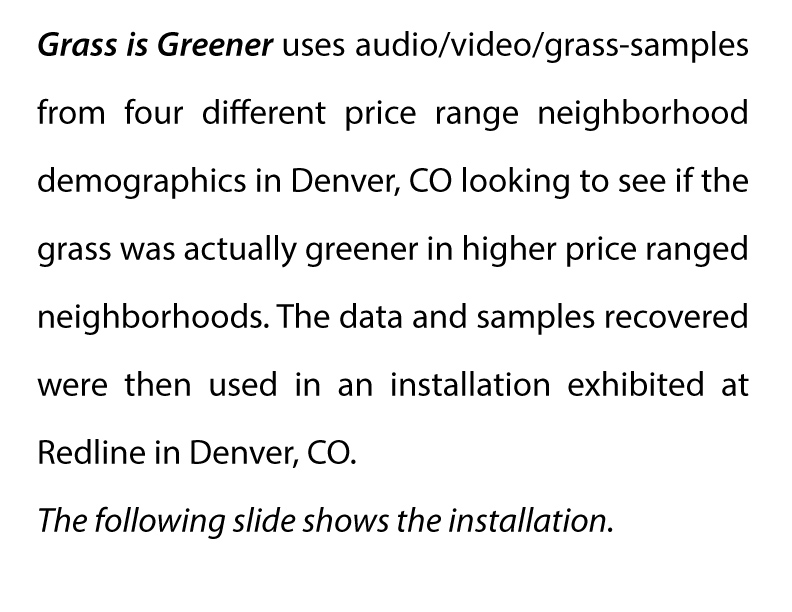 Grass is Greener uses audio/video/grass-samples
from four different price range neighborhood
demographics in Denver, CO looking to see if the
grass was actually greener in higher price ranged
neighborhoods. The data and samples recovered
were then used in an installation exhibited at
Redline in Denver, CO.
The following slide shows the installation.